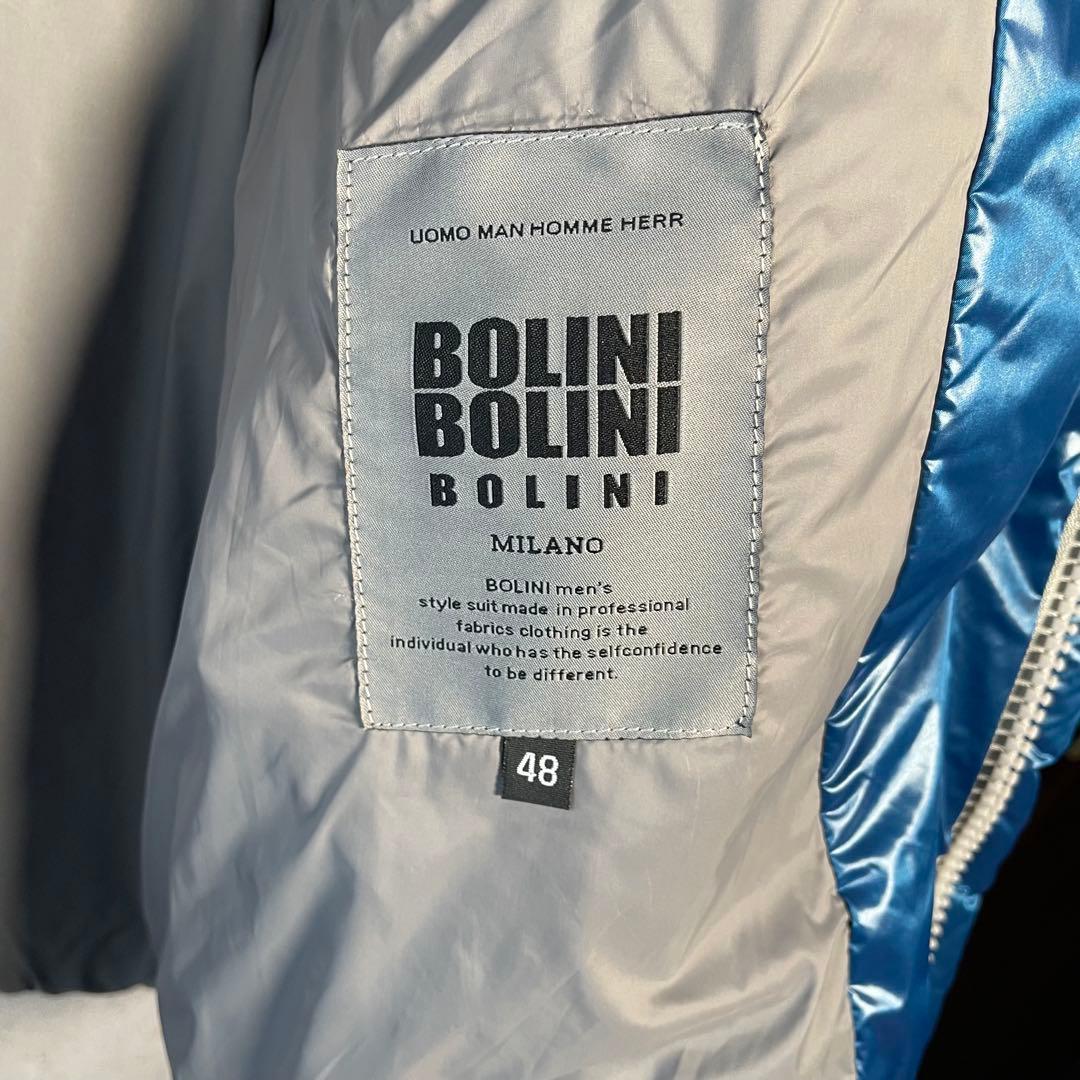 UOMO MAN HOMME HERR
BOLINI
BOLINI
BOLINI
MILANO
BOLINI men's
style suit made in professional
fabrics clothing is the
individual who has the selfconfidence
to be different.
48